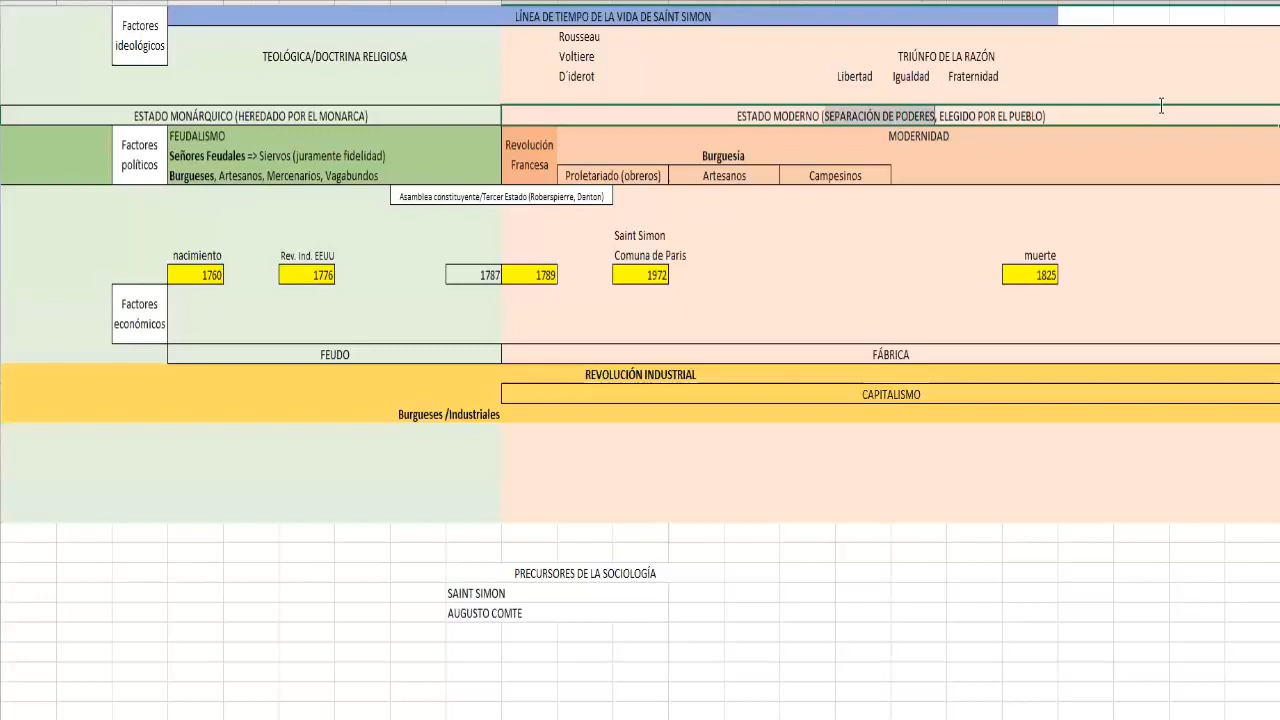 Factores
ideológicos
LÍNEA DE TIEMPO DE LA VIDA DE SAÍNT SIMON
Rousseau
TEOLÓGICA/DOCTRINA RELIGIOSA
Voltiere
TRIÚNFO DE LA RAZÓN
D´iderot
Libertad Igualdad Fraternidad
ESTADO MONÁRQUICO (HEREDADO POR EL MONARCA)
ESTADO MODERNO (SEPARACIÓN DE PODERES, ELEGIDO POR EL PUEBLO)
Factores
políticos
FEUDALISMO
Señores Feudales => Siervos (juramente fidelidad)
Burgueses, Artesanos, Mercenarios, Vagabundos
Revolución
Francesa
MODERNIDAD
Burguesía
Proletariado (obreros) Artesanos Campesinos
Asamblea constituyente/Tercer Estado (Roberspierre, Danton)
Saint Simon
nacimiento Rev. Ind. EEUU Comuna de Paris muerte
1760 1776 1787 1789 1972 1825
Factores
económicos
FEUDO FÁBRICA
REVOLUCIÓN INDUSTRIAL
CAPITALISMO
Burgueses /Industriales
PRECURSORES DE LA SOCIOLOGÍA
SAINT SIMON
AUGUSTO COMTE